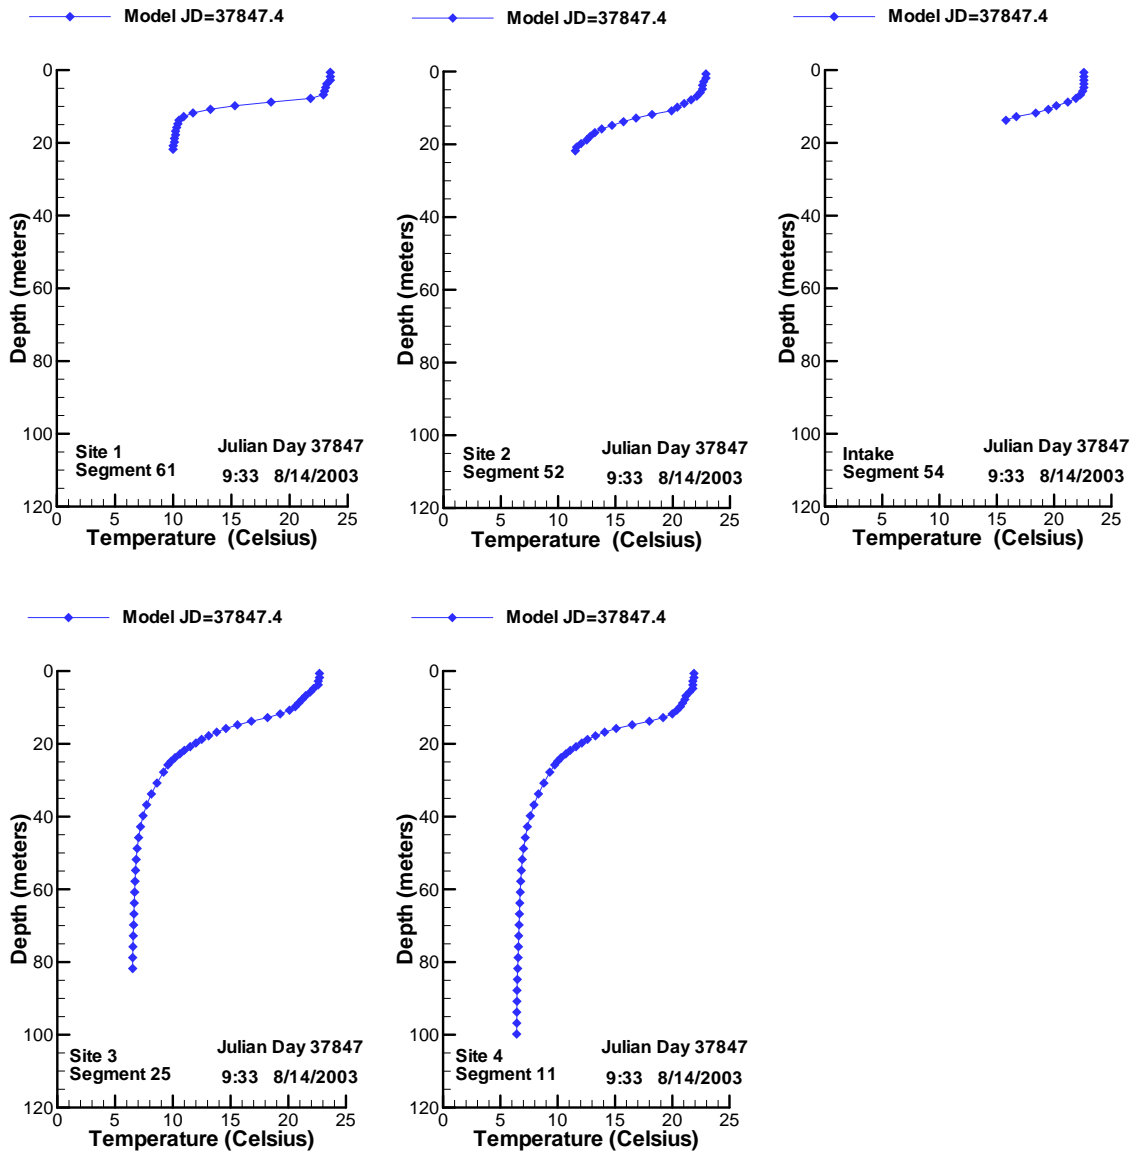 Model JD=37847.4
0
20
40
60
80
100
120
Depth (meters)
Site 1
Segment 61
Julian Day 37847
9:33 8/14/2003
0 5 10 15 20 25
Temperature (Celsius)
Model JD=37847.4
0
20
40
60
80
100
120
Depth (meters)
Site 2
Segment 52
Julian Day 37847
9:33 8/14/2003
0 5 10 15 20 25
Temperature (Celsius)
Model JD=37847.4
0
20
40
60
80
100
120
Depth (meters)
Intake
Segment 54
Julian Day 37847
9:33 8/14/2003
0 5 10 15 20 25
Temperature (Celsius)
Model JD=37847.4
0
20
40
60
80
100
120
Depth (meters)
Site 3
Segment 25
Julian Day 37847
9:33 8/14/2003
0 5 10 15 20 25
Temperature (Celsius)
Model JD=37847.4
0
20
40
60
80
100
120
Depth (meters)
Site 4
Segment 11
Julian Day 37847
9:33 8/14/2003
0 5 10 15 20 25
Temperature (Celsius)